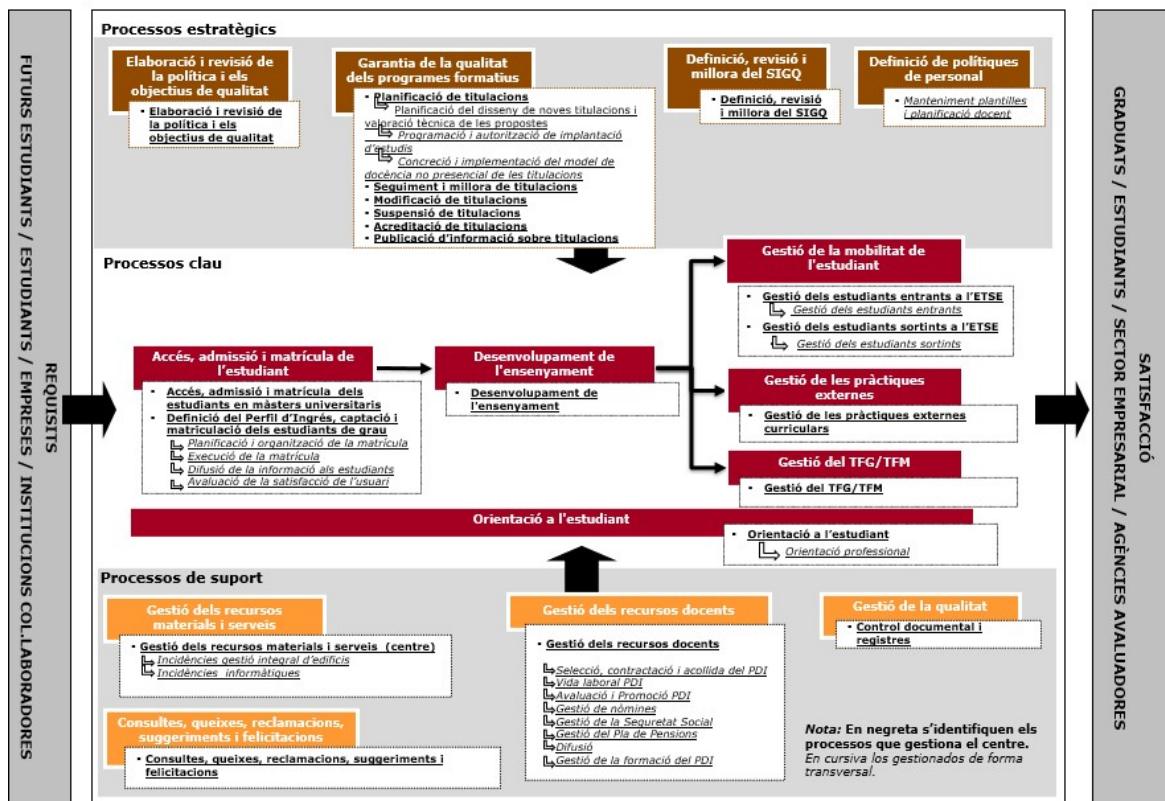 FUTURS ESTUDIANTS / ESTUDIANTS / ESTUDIANTS / EMPRESES / INSTITUCIONS COL.LABORADORES
REQUISITS
Processos estratègics
Elaboració i revisió de
la política i els
objectius de qualitat
▪ Elaboració i revisió de
la política i els
objectius de qualitat
Garantia de la qualitat
dels programes formatius
▪ Planificació de titulacions
Planificació del disseny de noves titulacions i
valoració tècnica de les propostes
Programació i autorització de implantació
d'estudis
Concreció i implementació del model de
docència no presencial de les titulacions
▪ Seguiment i millora de titulacions
▪ Modificació de titulacions
▪ Suspensió de titulacions
▪ Acreditació de titulacions
▪ Publicació d'informació sobre titulacions
Definició, revisió i
millora del SIGQ
▪ Definició, revisió
i millora del SIGQ
Definició de polítiques
de personal
▪ Manteniment plantilles
i planificació docent
Processos clau
Accés, admissió i matrícula de
l'estudiant
▪ Accés, admissió i matrícula dels
estudiants en màsters universitaris
▪ Definició del Perfil d'Ingrés, captació i
matriculació dels estudiants de grau
Planificació i organització de la matrícula
Execució de la matrícula
Difusió de la informació als estudiants
Avaluació de la satisfacció de l'usuari
Desenvolupament de
l'ensenyament
▪ Desenvolupament de
l'ensenyament
Gestió de la mobilitat de
l'estudiant
▪ Gestió dels estudiants entrants a l'ETSE
Gestió dels estudiants entrants
▪ Gestió dels estudiants sortints a l'ETSE
Gestió dels estudiants sortints
Gestió de les pràctiques
externes
▪ Gestió de les pràctiques externes
curriculars
Gestió del TFG/TFM
▪ Gestió del TFG/TFM
Orientació a l'estudiant
▪ Orientació a l'estudiant
Orientació professional
Processos de suport
Gestió dels recursos
materials i serveis
▪ Gestió dels recursos materials i serveis (centre)
Incidències gestió integral d'edificis
Incidències informàtiques
Consultes, queixes, reclamacions,
suggeriments i felicitacions
▪ Consultes, queixes, reclamacions, suggeriments i
felicitacions
Gestió dels recursos docents
▪ Gestió dels recursos docents
Selecció, contractació i acollida del PDI
Vida laboral PDI
Avaluació i Promoció PDI
Gestió de nòmines
Gestió de la Seguretat Social
Gestió del Pla de Pensions
Difusió
Gestió de la formació del PDI
Gestió de la qualitat
▪ Control documental i
registres
Nota: En negreta s'identifiquen els
processos que gestiona el centre.
En cursiva los gestionados de forma
transversal.
SATISFACCIÓ
GRADUATS / ESTUDIANTS / SECTOR EMPRESARIAL / AGÈNCIES AVALUADORES